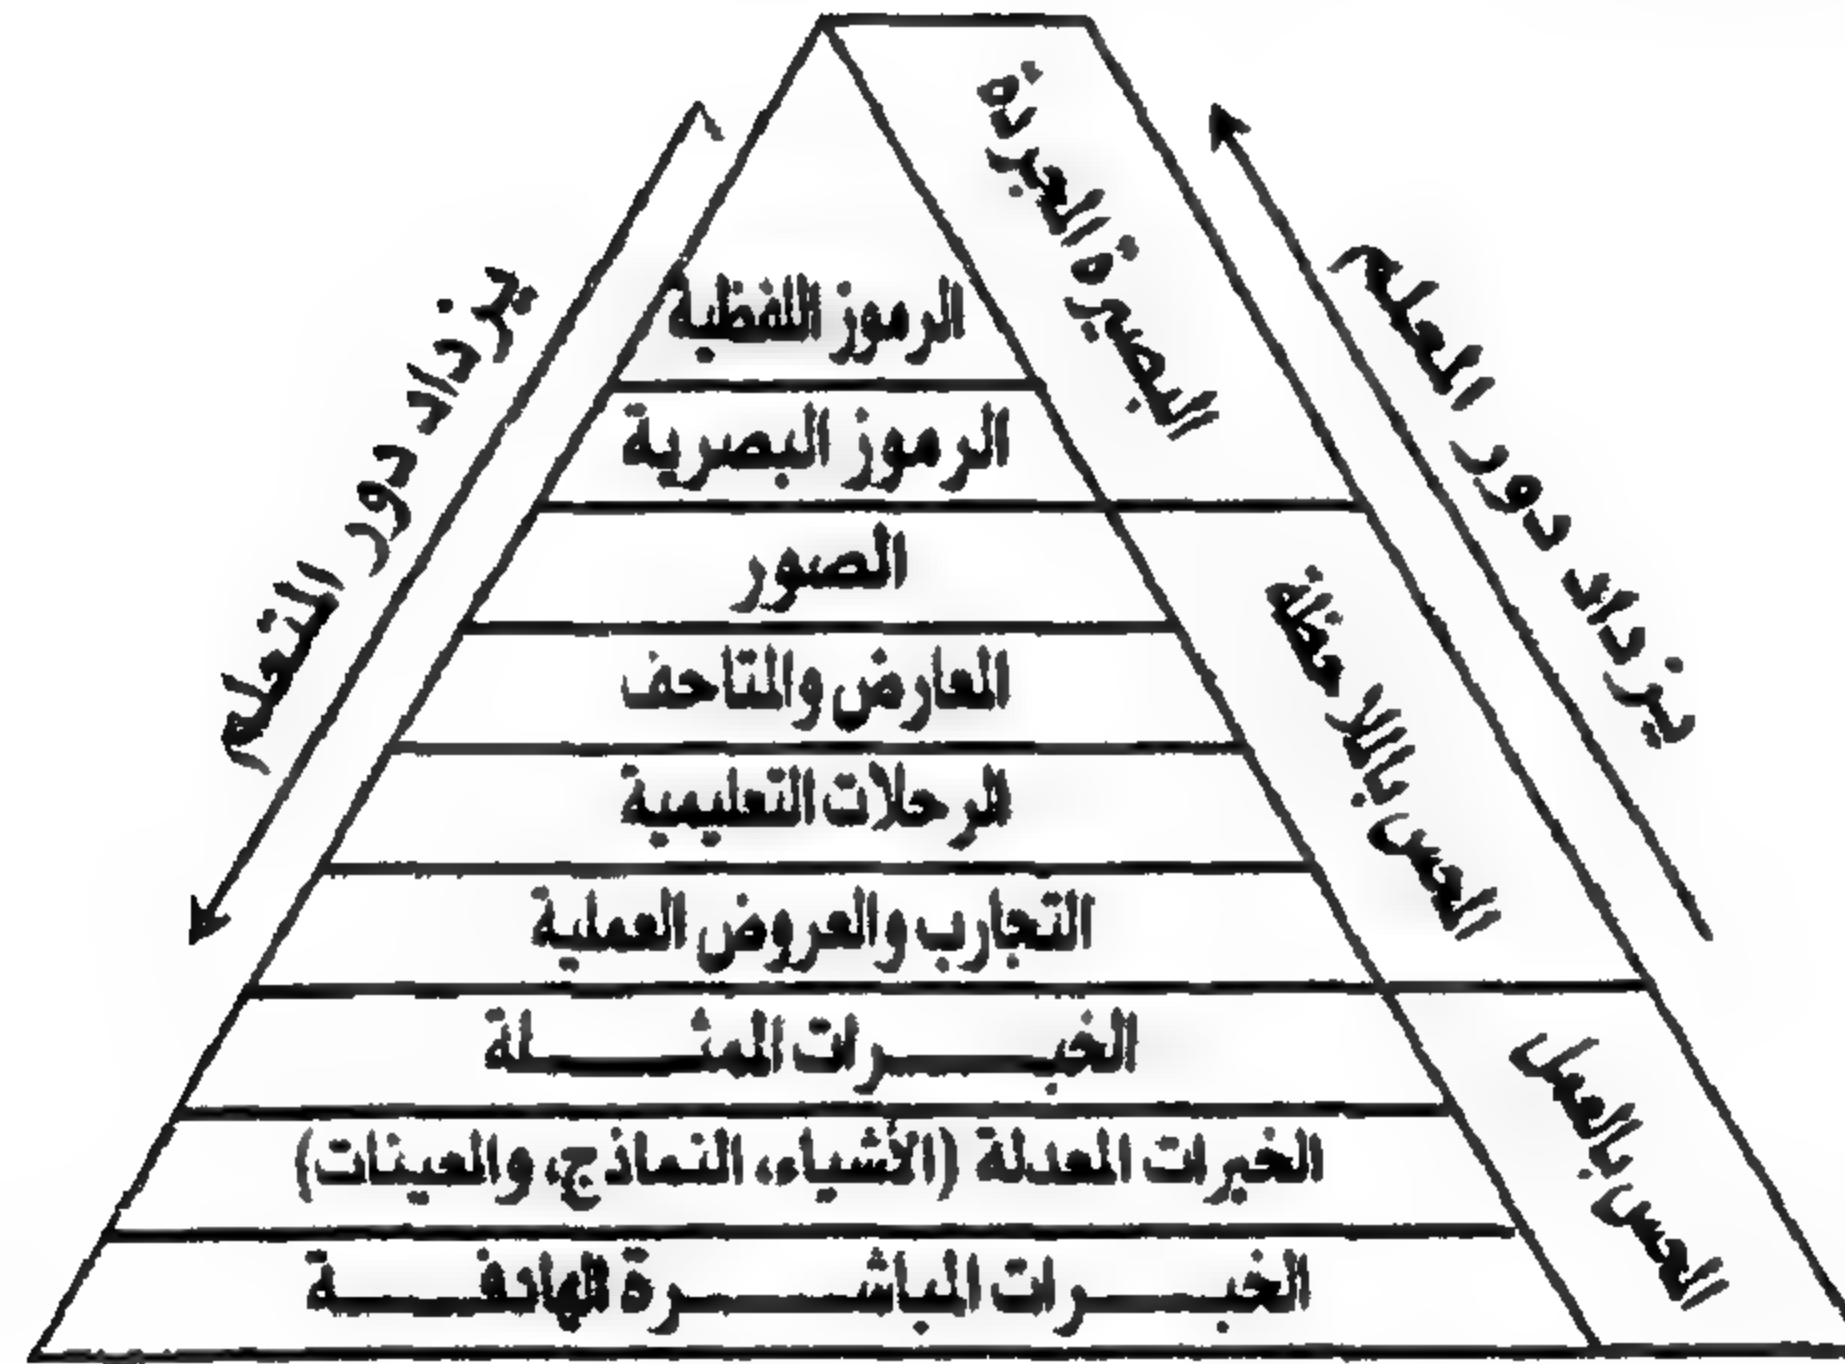 الرموز اللفظية
الرموز البصرية
الصور
المعارض والمتاحف
الرحلات التعليمية
التجارب والعروض العملية
الخبـــرات الممثـــلة
الخبرات المعدلة (الأشياء، النماذج، والعينات)
الخبـــرات المباشـــرة الهادفـــة
البصيرة المجردة
الحس بالملاحظة
الحس بالعمل
يزداد دور المعلم
يزداد دور المتعلم